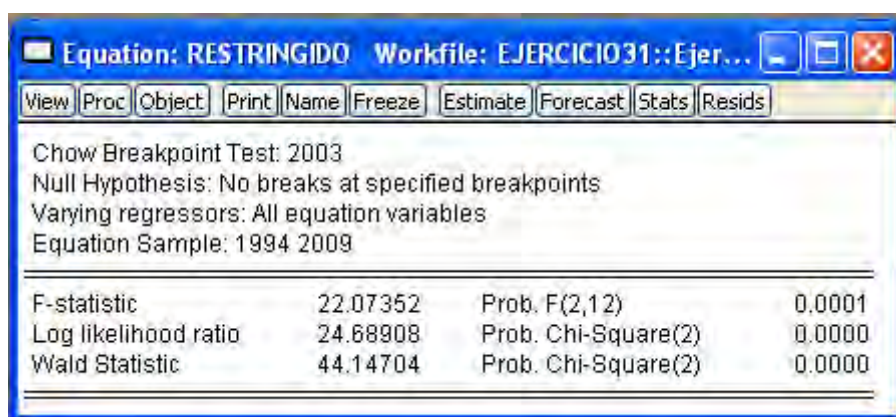 Equation: RESTRINGIDO Workfile: EJERCICIO31::Ejer...
View Proc Object Print Name Freeze Estimate Forecast Stats Resids
Chow Breakpoint Test: 2003
Null Hypothesis: No breaks at specified breakpoints
Varying regressors: All equation variables
Equation Sample: 1994 2009
F-statistic 22.07352 Prob. F(2,12) 0.0001
Log likelihood ratio 24.68908 Prob. Chi-Square(2) 0.0000
Wald Statistic 44.14704 Prob. Chi-Square(2) 0.0000